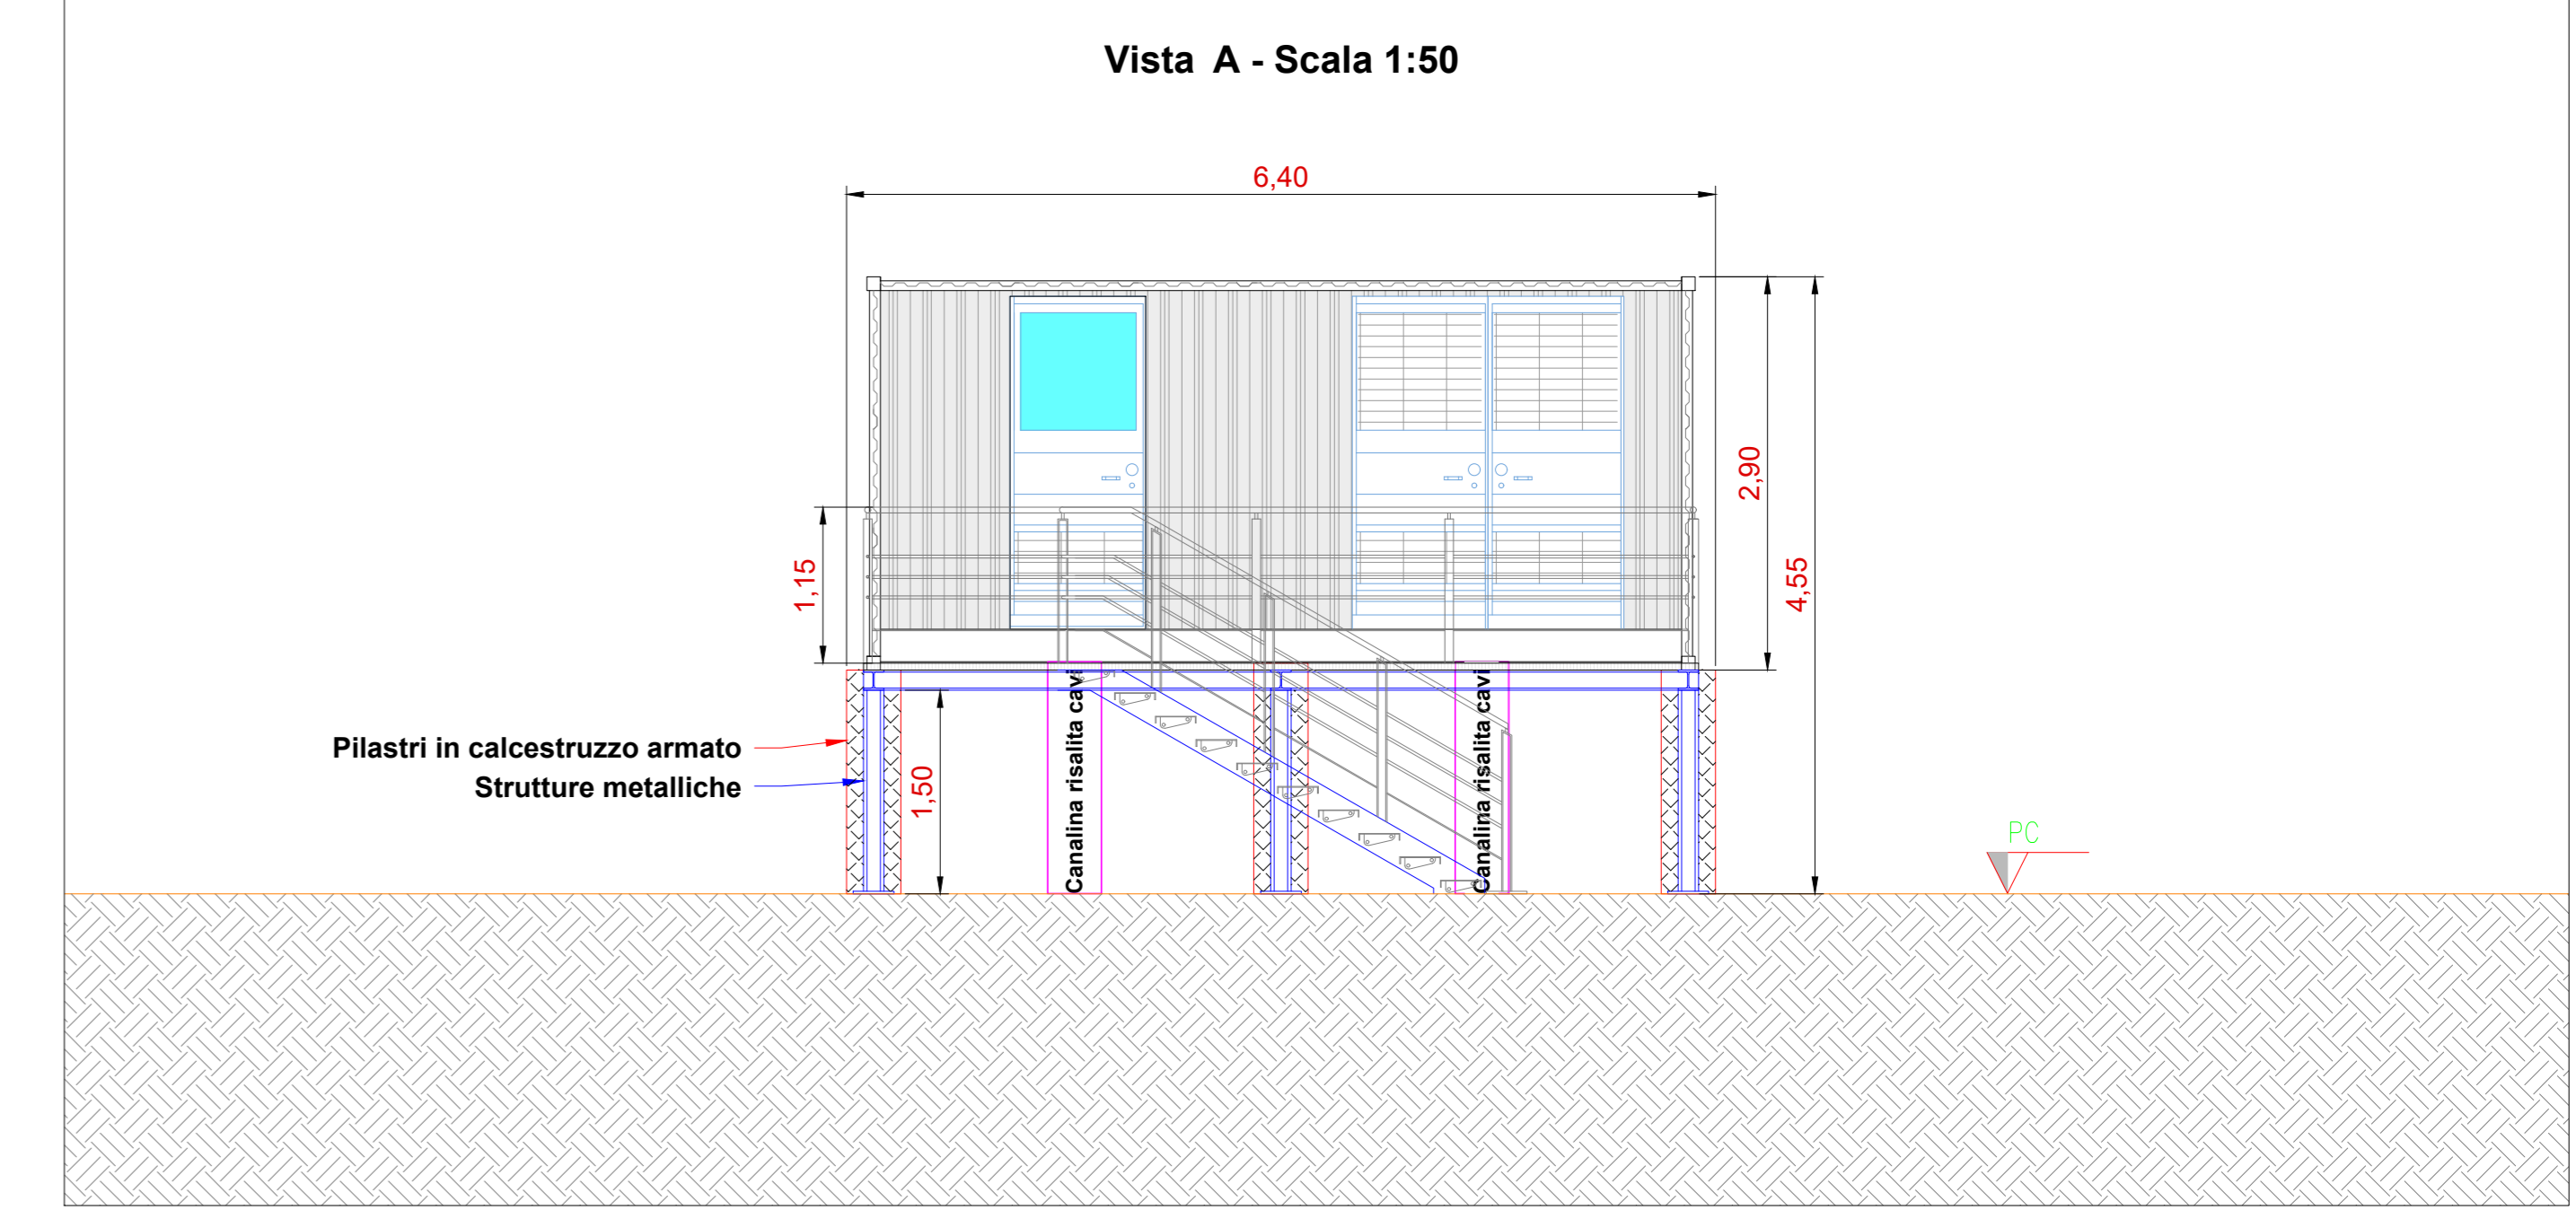 Vista A - Scala 1:50
6,40
2,90
4,55
1,15
Pilastri in calcestruzzo armato
Strutture metalliche
1,50
Canalina risalita cavi
Canalina risalita cavi
PC